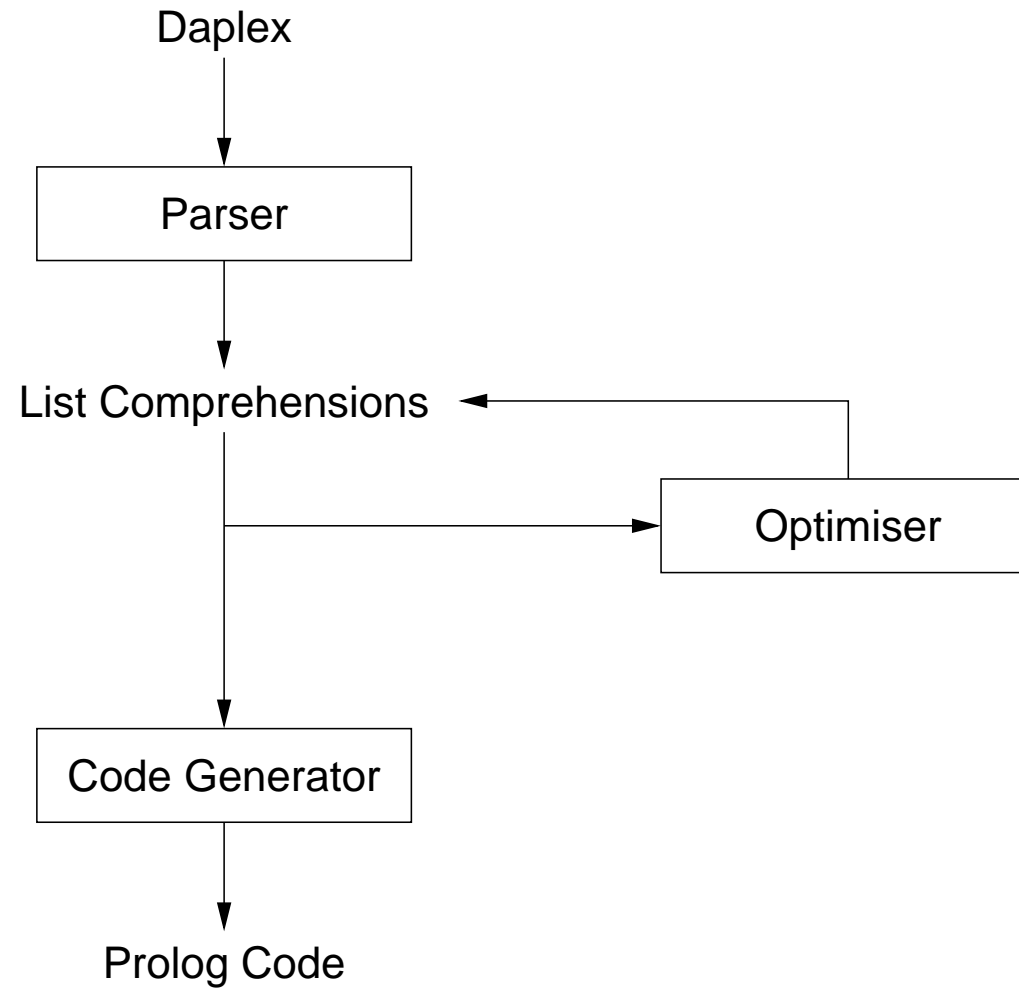 Daplex
Parser
List Comprehensions
Optimiser
Code Generator
Prolog Code